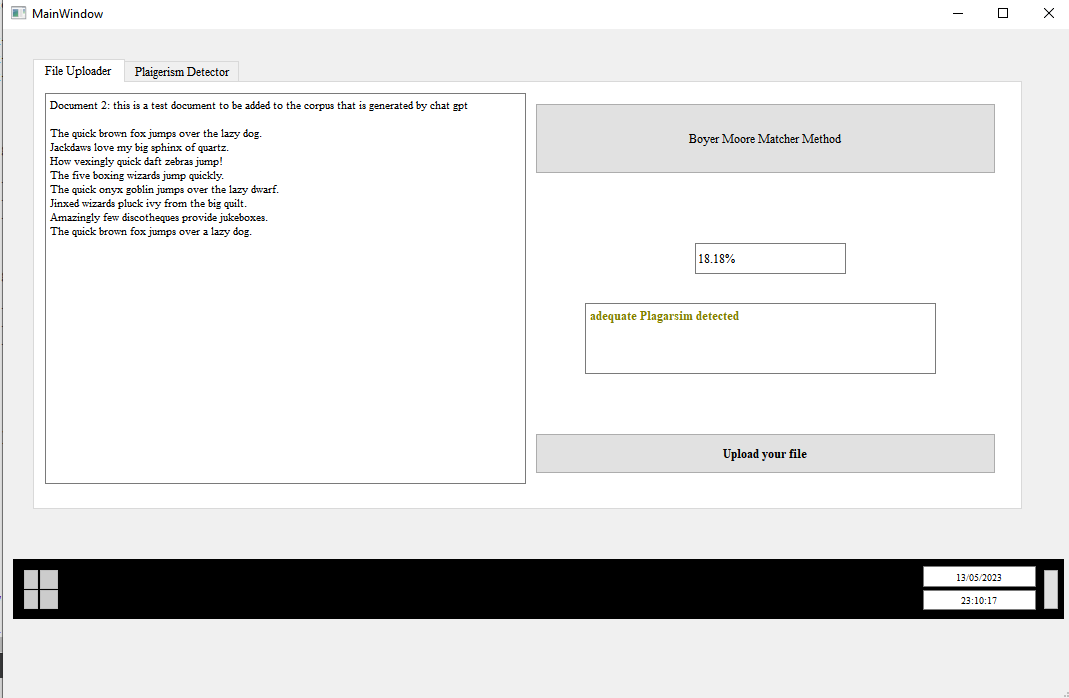 MainWindow
File Uploader
Plaigerism Detector
Document 2: this is a test document to be added to the corpus that is generated by chat gpt
The quick brown fox jumps over the lazy dog.
Jackdaws love my big sphinx of quartz.
How vexingly quick daft zebras jump!
The five boxing wizards jump quickly.
The quick onyx goblin jumps over the lazy dwarf.
Jinxed wizards pluck ivy from the big quilt.
Amazingly few discotheques provide jukeboxes.
The quick brown fox jumps over a lazy dog.
Boyer Moore Matcher Method
18.18%
adequate Plagarsim detected
Upload your file
13/05/2023
23:10:17